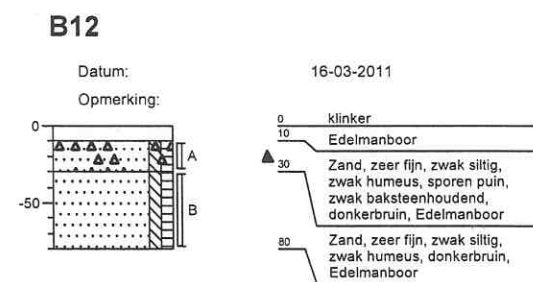 B12
Datum: 16-03-2011
Opmerking:
0
-50
A
B
0 klinker
10
Edelmanboor
30
Zand, zeer fijn, zwak siltig,
zwak humeus, sporen puin,
zwak baksteenhoudend,
donkerbruin, Edelmanboor
80
Zand, zeer fijn, zwak siltig,
zwak humeus, donkerbruin,
Edelmanboor